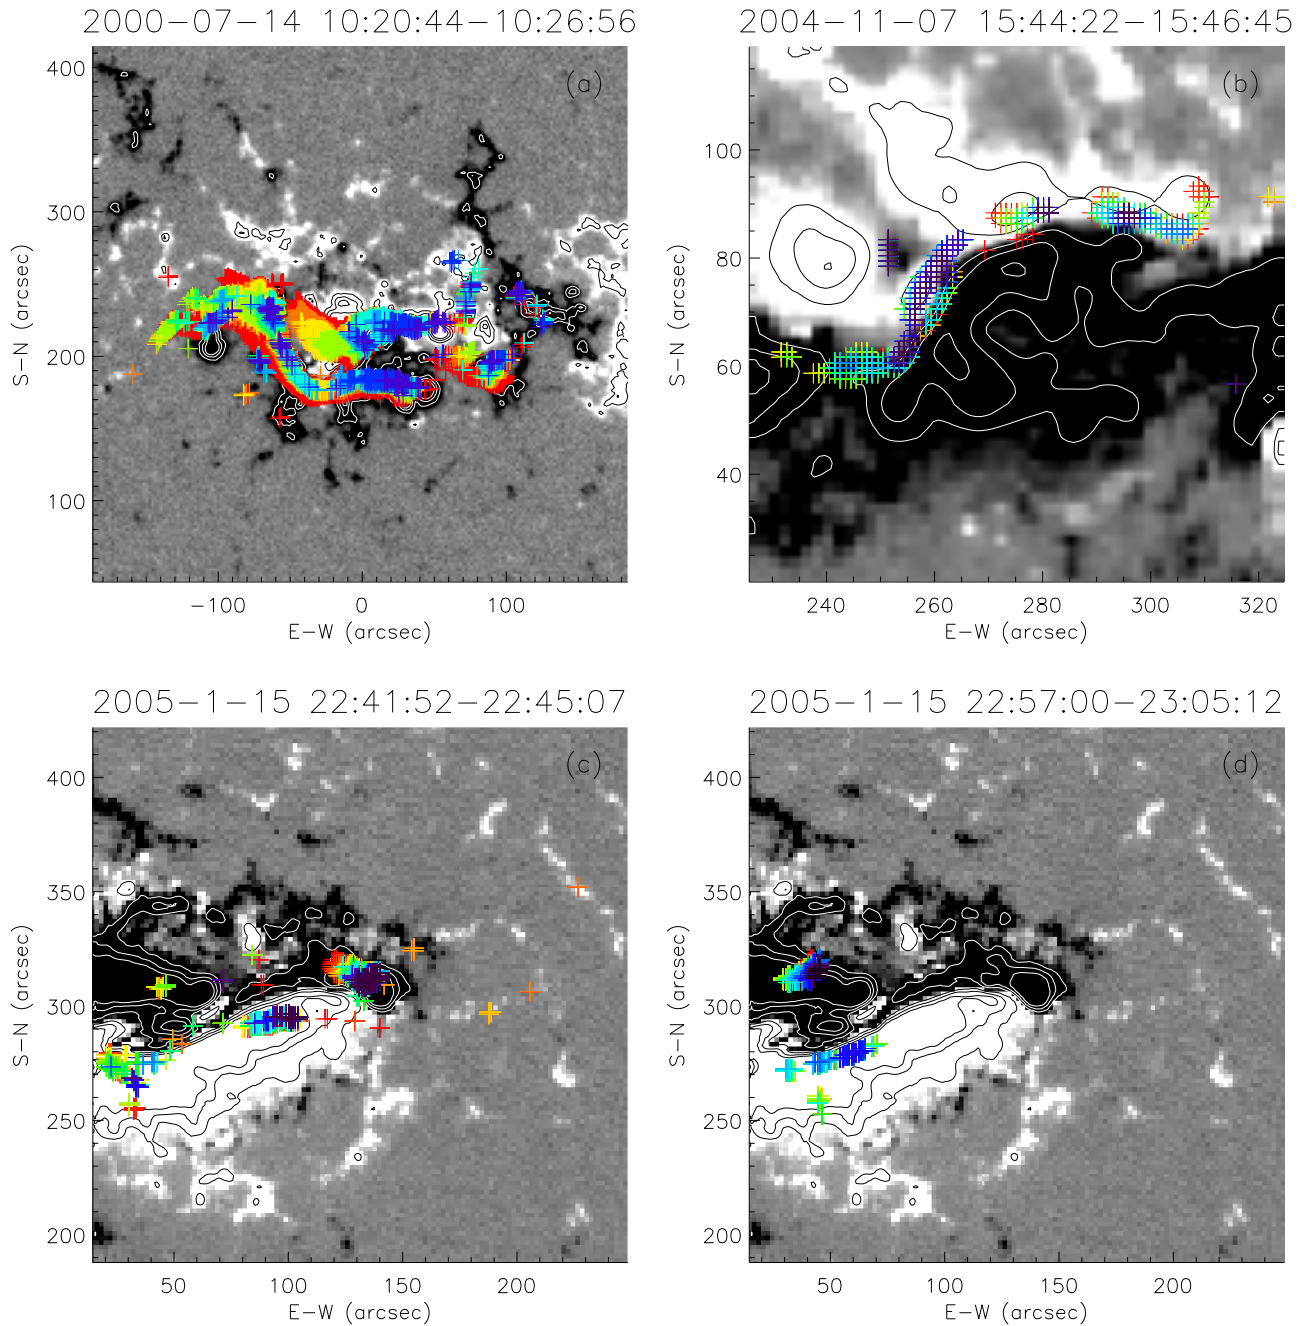 2000-07-14 10:20:44-10:26:56
(a)
400
300
200
100
S-N (arcsec)
-100 0 100
E-W (arcsec)
2004-11-07 15:44:22-15:46:45
(b)
100
80
60
40
S-N (arcsec)
240 260 280 300 320
E-W (arcsec)
2005-1-15 22:41:52-22:45:07
(c)
400
350
300
250
200
S-N (arcsec)
50 100 150 200
E-W (arcsec)
2005-1-15 22:57:00-23:05:12
(d)
400
350
300
250
200
S-N (arcsec)
50 100 150 200
E-W (arcsec)